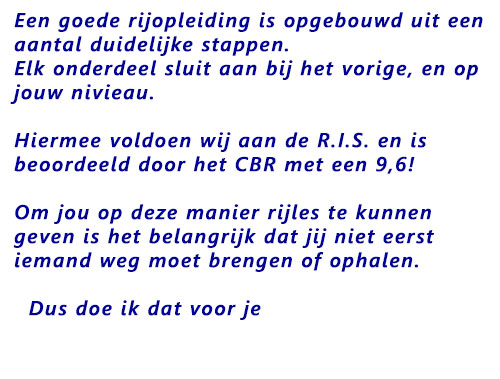 Een goede rijopleiding is opgebouwd uit een
aantal duidelijke stappen.
Elk onderdeel sluit aan bij het vorige, en op
jouw nivieau.
Hiermee voldoen wij aan de R.I.S. en is
beoordeeld door het CBR met een 9,6!
Om jou op deze manier rijles te kunnen
geven is het belangrijk dat jij niet eerst
iemand weg moet brengen of ophalen.
Dus doe ik dat voor je